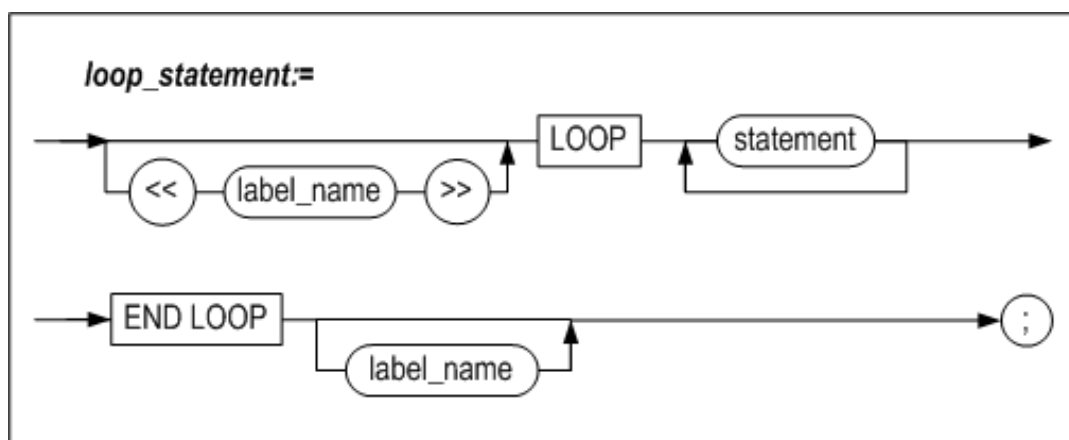 loop_statement:=
LOOP statement
<< label_name >>
END LOOP ;
label_name